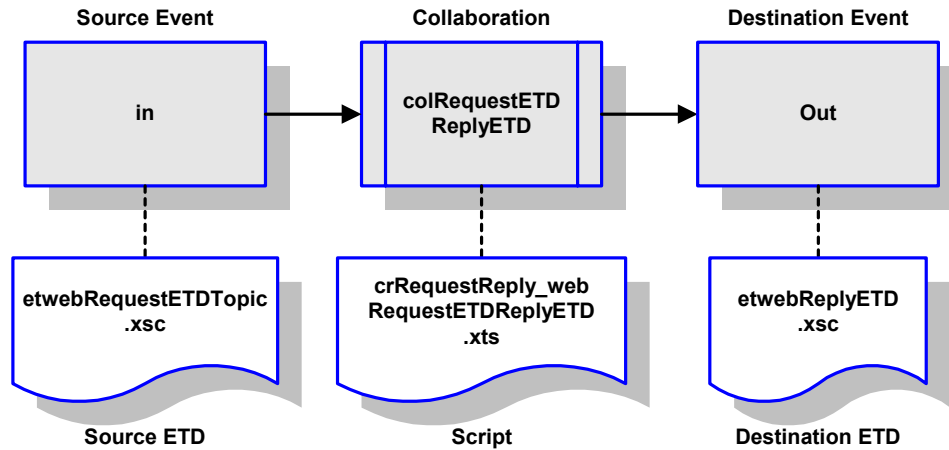 Source Event
Collaboration
Destination Event
in
colRequestETD
ReplyETD
Out
etwebRequestETDTopic
.xsc
crRequestReply_web
RequestETDReplyETD
.xts
etwebReplyETD
.xsc
Source ETD
Script
Destination ETD